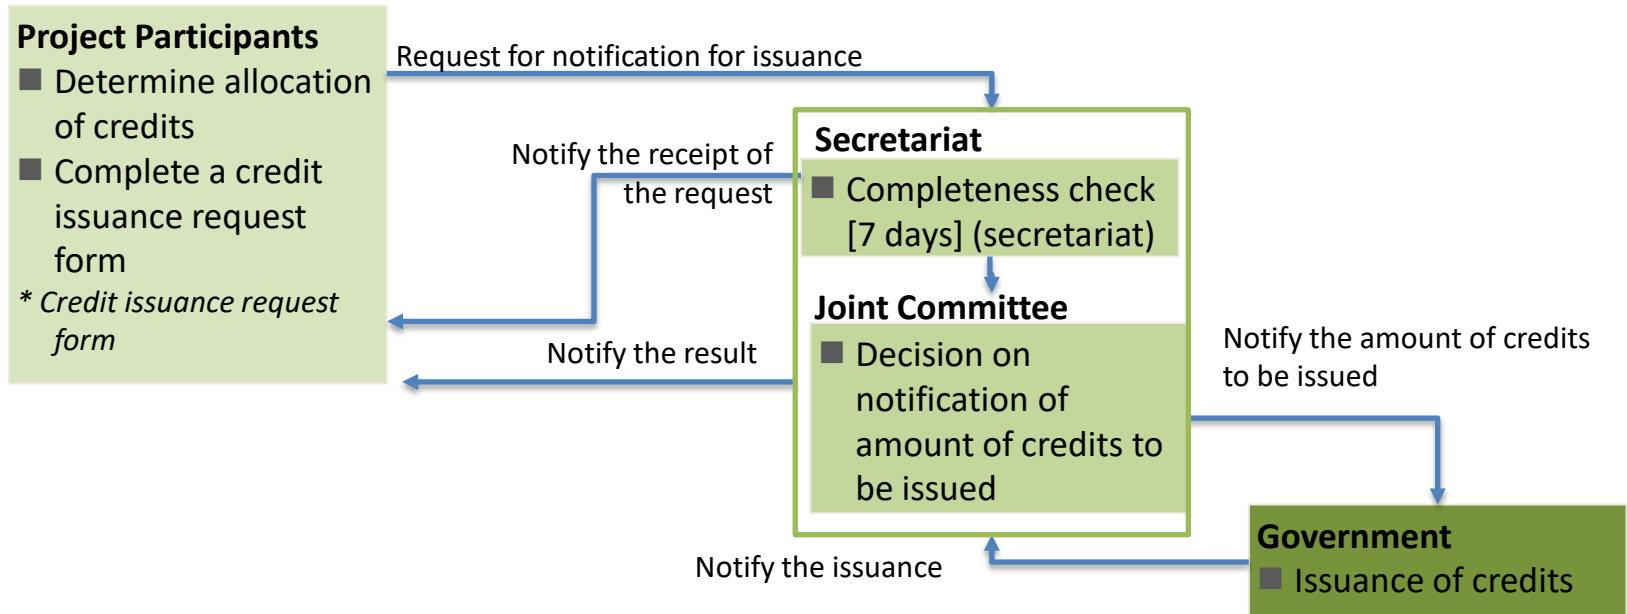 Project Participants
■ Determine allocation
of credits
■ Complete a credit
issuance request
form
* Credit issuance request
form
Request for notification for issuance
Notify the receipt of
the request
Notify the result
Secretariat
■ Completeness check
[7 days] (secretariat)
Joint Committee
■ Decision on
notification of
amount of credits to
be issued
Notify the amount of credits
to be issued
Government
■ Issuance of credits
Notify the issuance